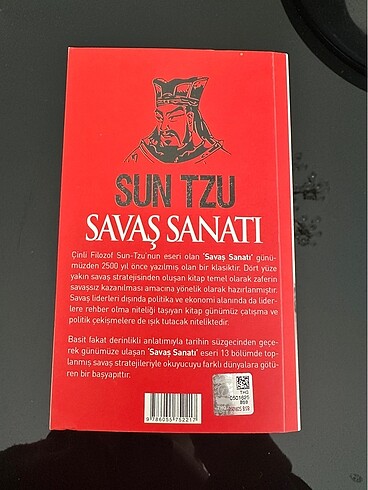 SUN TZU
SAVAŞ SANATI
Çinli Filozof Sun-Tzu'nun eseri olan 'Savaş Sanatı' günü-
müzden 2500 yıl önce yazılmış olan bir klasiktir. Dört yüze
yakın savaş stratejisinden oluşan kitap temel olarak zaferin
savaşsız kazanılması amacına yönelik olarak hazırlanmıştır.
Savaş liderleri dışında politika ve ekonomi alanında da lider-
lere rehber olma niteliği taşıyan kitap günümüz çatışma ve
politik çekişmelere de ışık tutacak niteliktedir.
Basit fakat derinlikli anlatımıyla tarihin süzgecinden geçe-
rek günümüze ulaşan 'Savaş Sanatı' eseri 13 bölümde top-
lanmış savaş stratejileriyle okuyucuyu farklı dünyalara götü-
ren bir başyapıttır.
9 786055 752217